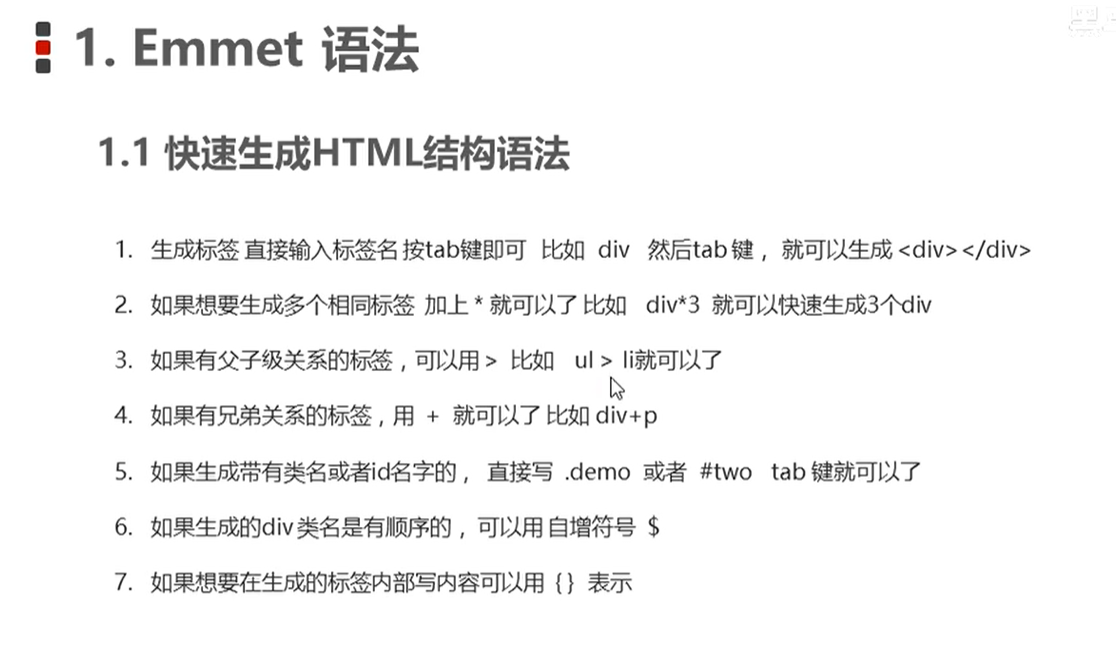 1. Emmet 语法
1.1 快速生成HTML结构语法
1. 生成标签 直接输入标签名 按tab键即可 比如 div 然后tab 键， 就可以生成 <div></div>
2. 如果想要生成多个相同标签 加上 * 就可以了 比如 div*3 就可以快速生成3个div
3. 如果有父子级关系的标签，可以用 > 比如 ul > li就可以了
4. 如果有兄弟关系的标签，用 + 就可以了 比如 div+p
5. 如果生成带有类名或者id名字的， 直接写 .demo 或者 #two tab 键就可以了
6. 如果生成的div 类名是有顺序的， 可以用 自增符号 $
7. 如果想要在生成的标签内部写内容可以用 { } 表示